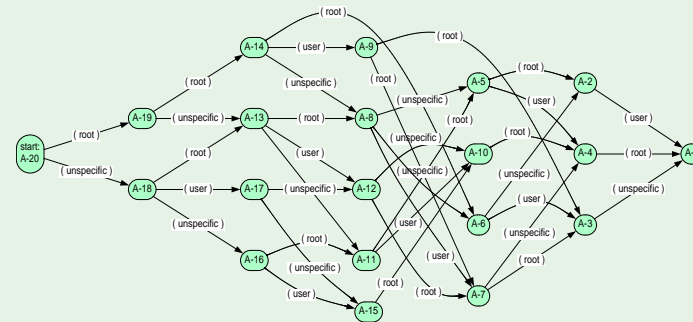 ( root )
A-14
( user )
A-9
( root )
( root )
( root )
( unspecific )
A-5
( root )
A-2
A-19
( unspecific )
A-13
( root )
A-8
( unspecific )
( user )
( user )
( root )
start:
A-20
( root )
( unspecific )
( root )
( user )
( unspecific )
A-10
( root )
A-4
( root )
A-
( unspecific )
A-18
( user )
A-17
( unspecific )
A-12
( user )
( unspecific )
( unspecific )
( user )
A-6
( unspecific )
A-3
( root )
A-16
A-11
( user )
( root )
( unspecific )
( root )
( user )
A-15
( root )
A-7